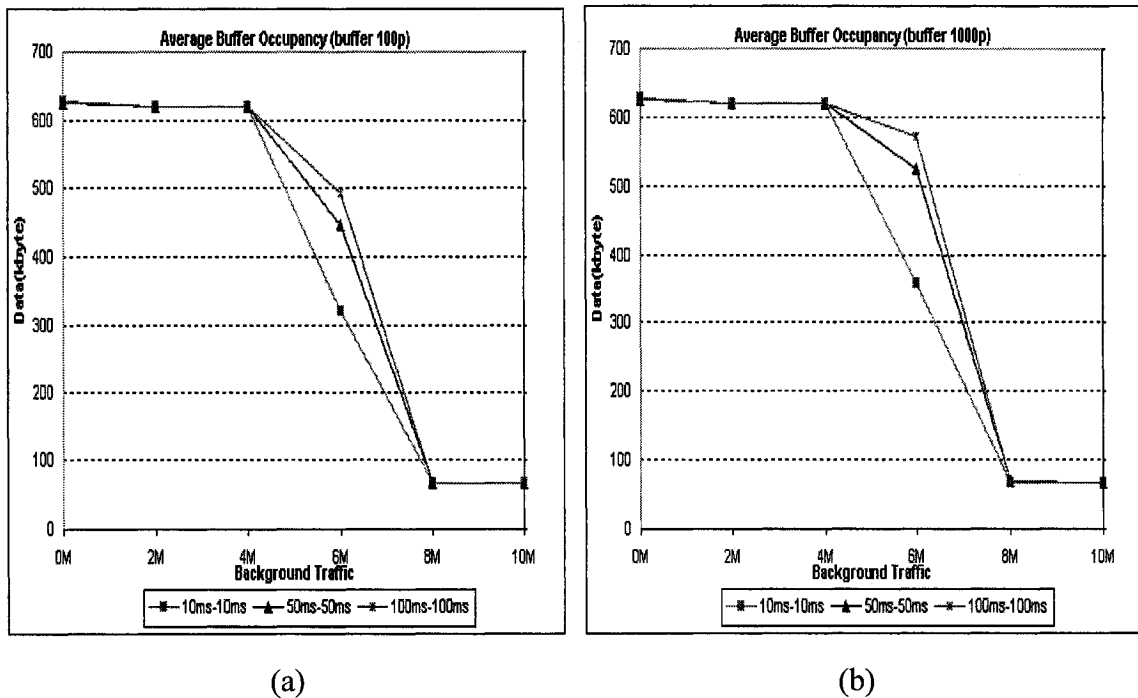 Average Buffer Occupancy (buffer 100p)
700
600
500
400
300
200
100
0
Data(kbyte)
0M 2M 4M 6M 8M 10M
Background Traffic
10ms-10ms 50ms-50ms 100ms-100ms
(a)
Average Buffer Occupancy (buffer 1000p)
700
600
500
400
300
200
100
0
Data(kbyte)
0M 2M 4M 6M 8M 10M
Background Traffic
10ms-10ms 50ms-50ms 100ms-100ms
(b)